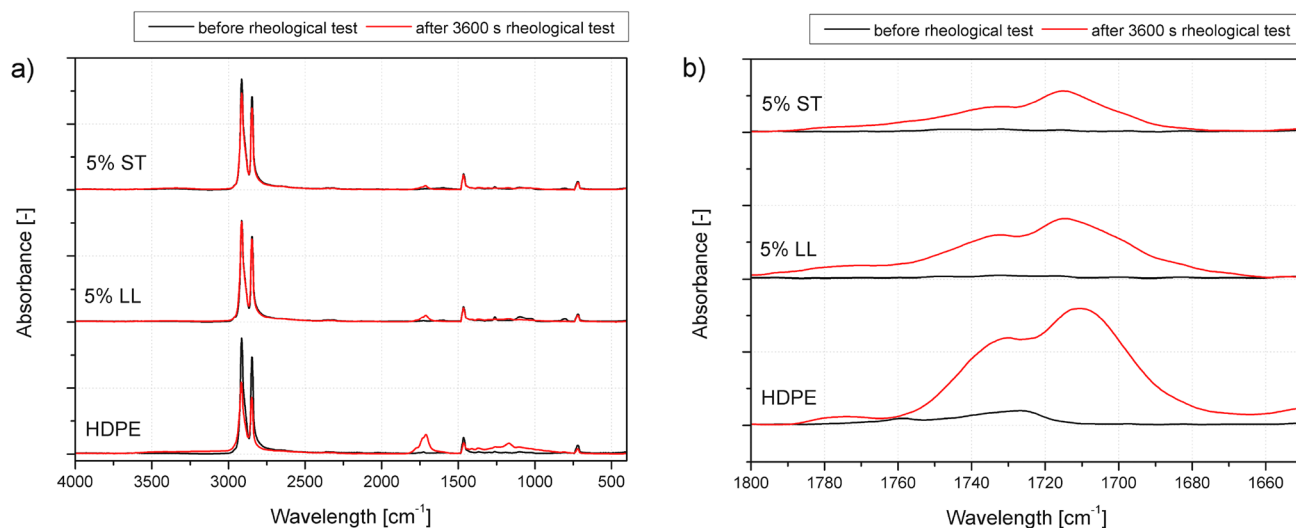 before rheological test after 3600 s rheological test
a)
5% ST
5% LL
HDPE
Absorbance [-]
4000 3500 3000 2500 2000 1500 1000 500
Wavelength [cm-1]
before rheological test after 3600 s rheological test
b)
5% ST
5% LL
HDPE
Absorbance [-]
1800 1780 1760 1740 1720 1700 1680 1660
Wavelength [cm-1]